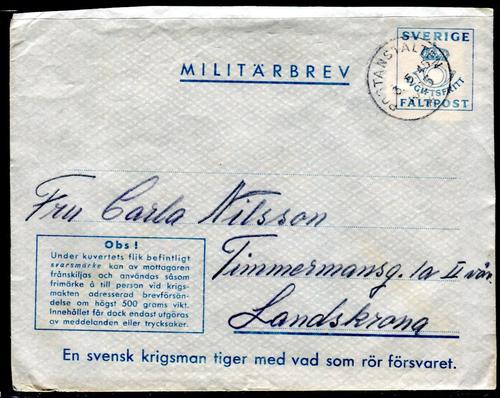 SVERIGE
AVGIFTSFRITT
FÄLTPOST
POSTANSTALTEN
MILITÄRBREV
Fru Carla Nilsson
Timmermansg. 1a II vån.
Landskrona
Obs!
Under kuvertets flik befintligt
svarsmärke kan av mottagaren
frånskiljas och användas såsom
frimärke å till person vid krigs-
makten adresserad brevförsän-
delse om högst 500 grams vikt.
Innehållet får dock endast utgöras
av meddelanden eller trycksaker.
En svensk krigsman tiger med vad som rör försvaret.